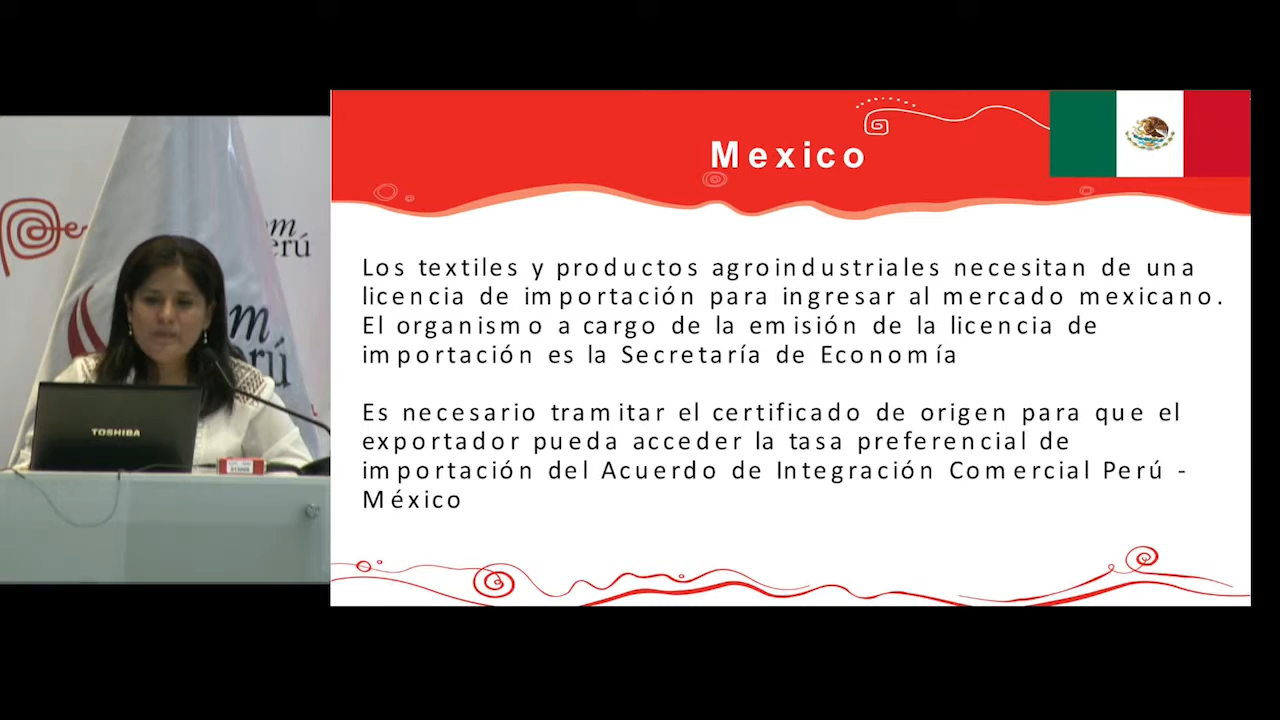 Mexico
Los textiles y productos agroindustriales necesitan de una
licencia de importación para ingresar al mercado mexicano.
El organismo a cargo de la emisión de la licencia de
importación es la Secretaría de Economía
Es necesario tramitar el certificado de origen para que el
exportador pueda acceder la tasa preferencial de
importación del Acuerdo de Integración Comercial Perú -
México
TOSHIBA